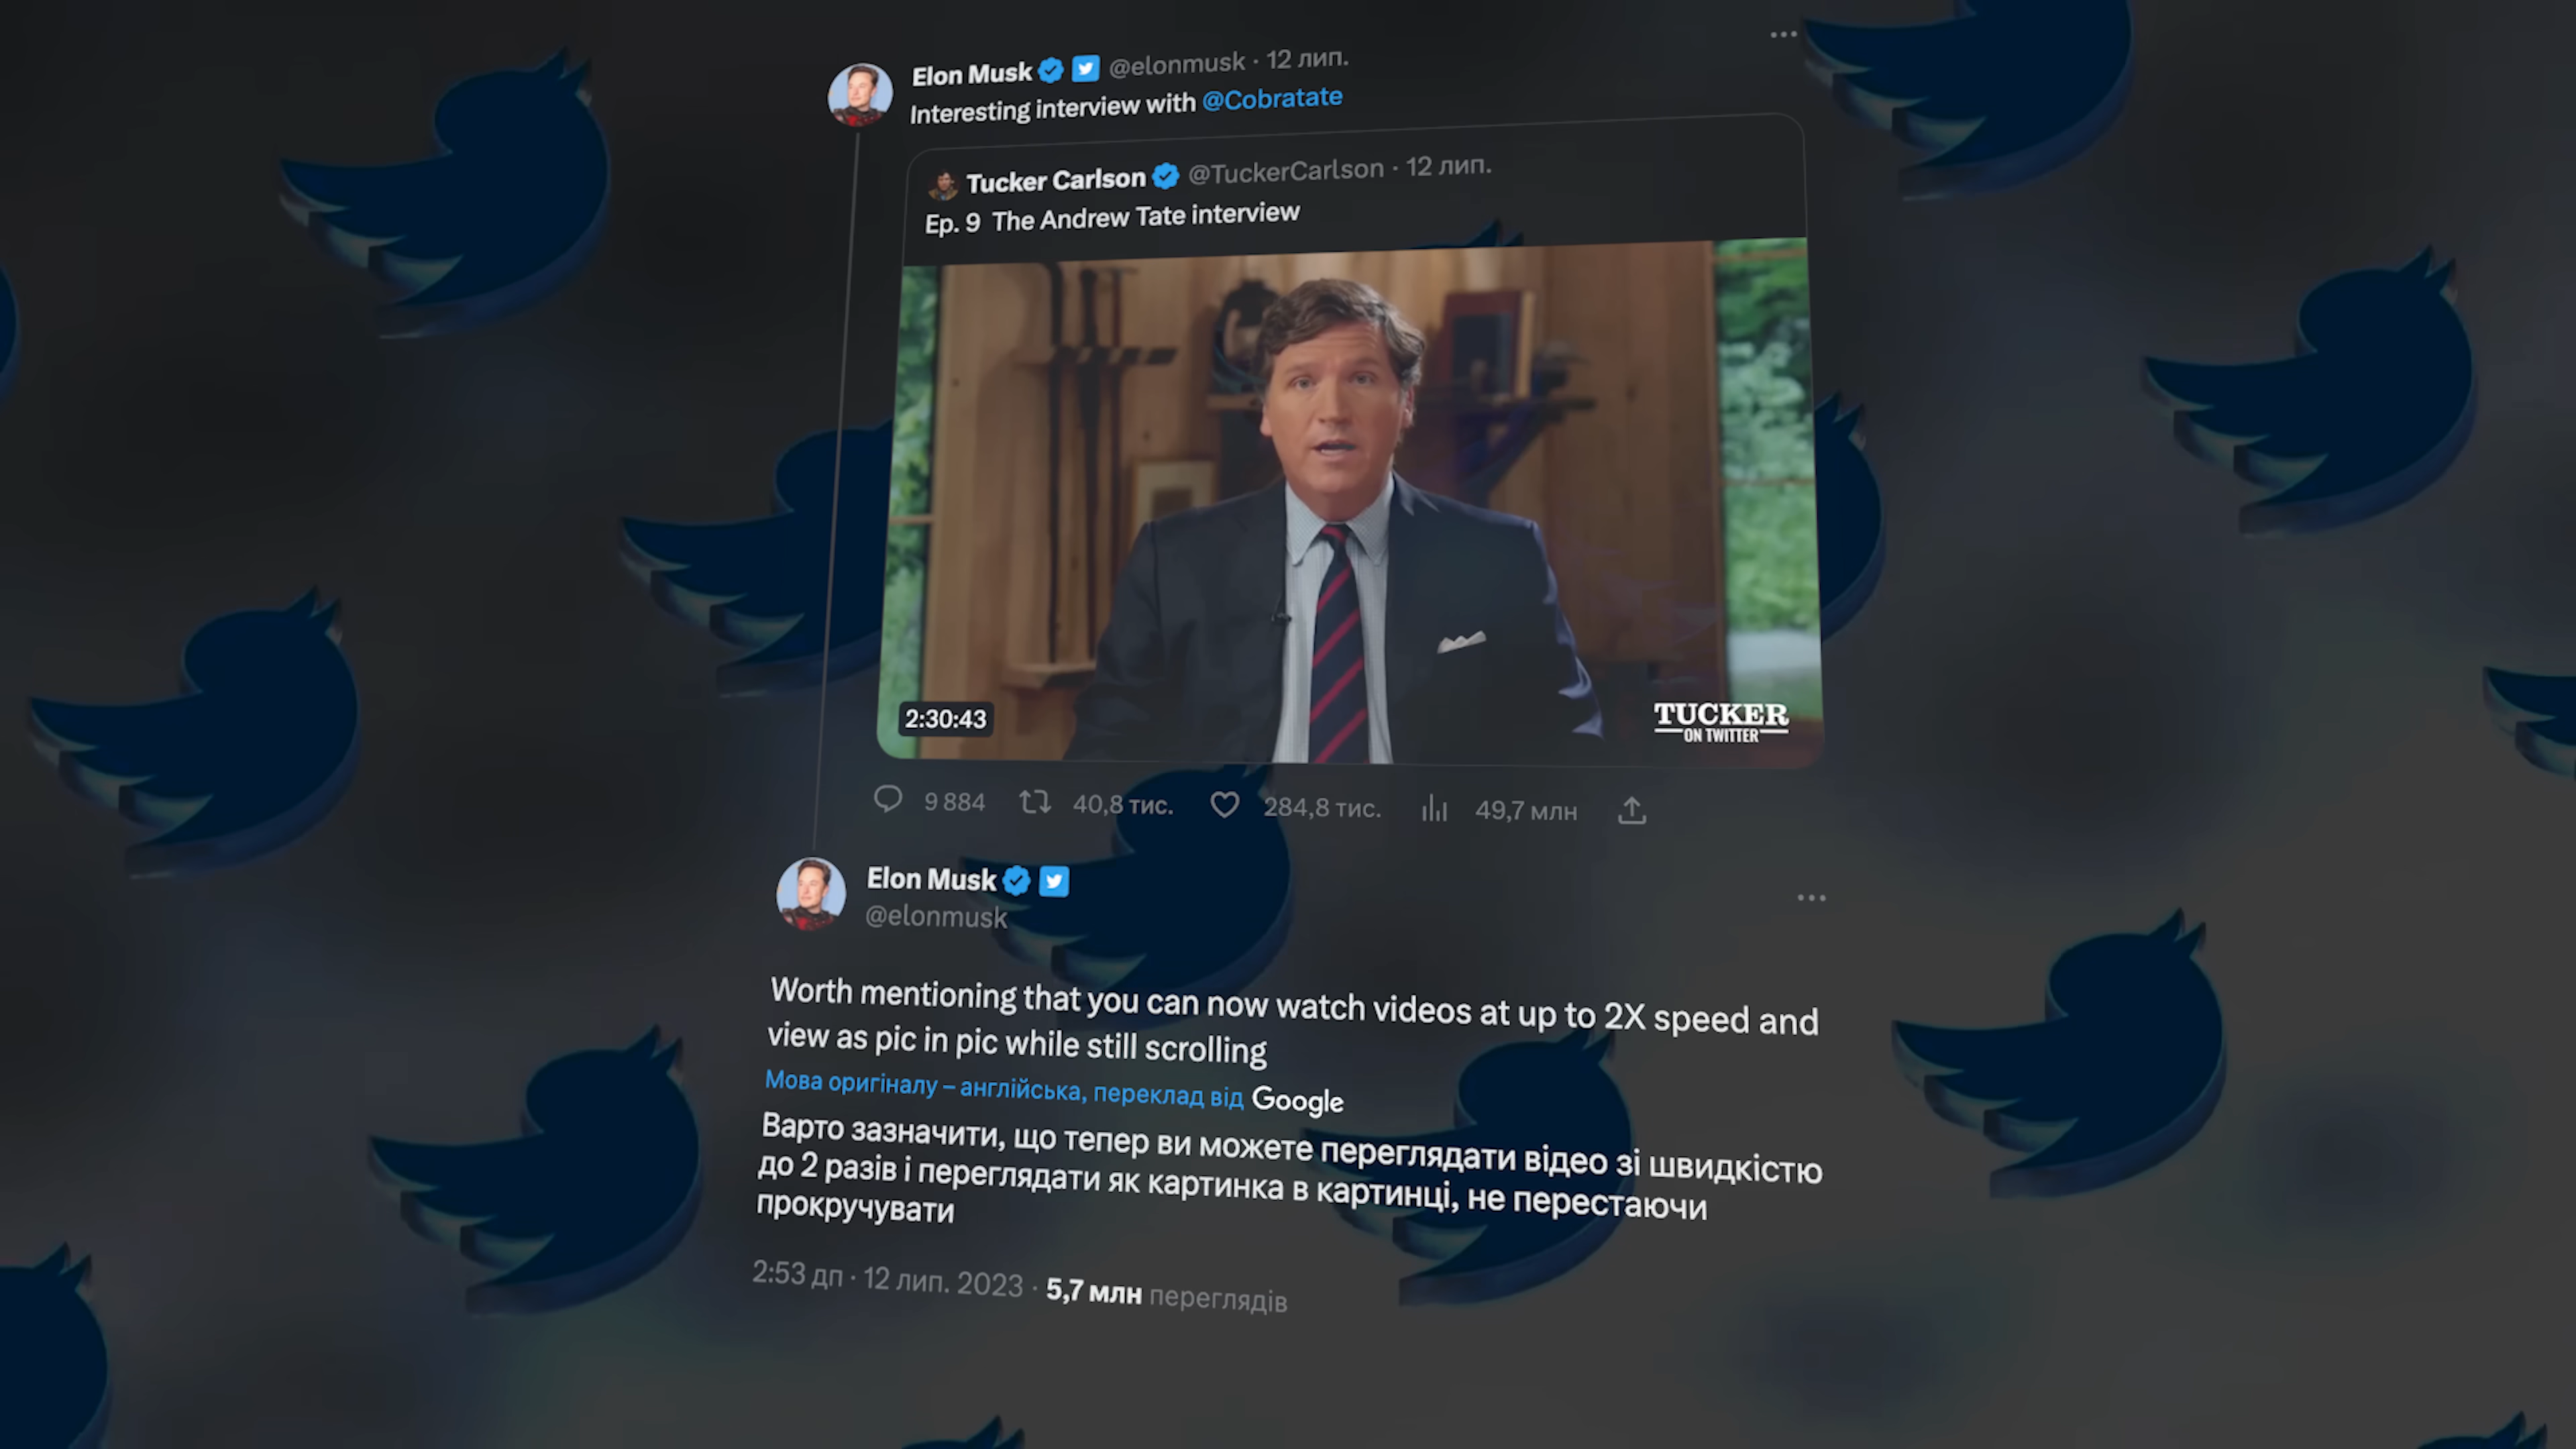 Elon Musk @elonmusk · 12 лип.
Interesting interview with @Cobratate
Tucker Carlson @TuckerCarlson · 12 лип.
Ep. 9 The Andrew Tate interview
2:30:43
TUCKER
ON TWITTER
9 884 40,8 тис. 284,8 тис. 49,7 млн
Elon Musk
@elonmusk
Worth mentioning that you can now watch videos at up to 2X speed and
view as pic in pic while still scrolling
Мова оригіналу – англійська, переклад від Google
Варто зазначити, що тепер ви можете переглядати відео зі швидкістю
до 2 разів і переглядати як картинка в картинці, не перестаючи
прокручувати
2:53 дп · 12 лип. 2023 · 5,7 млн переглядів